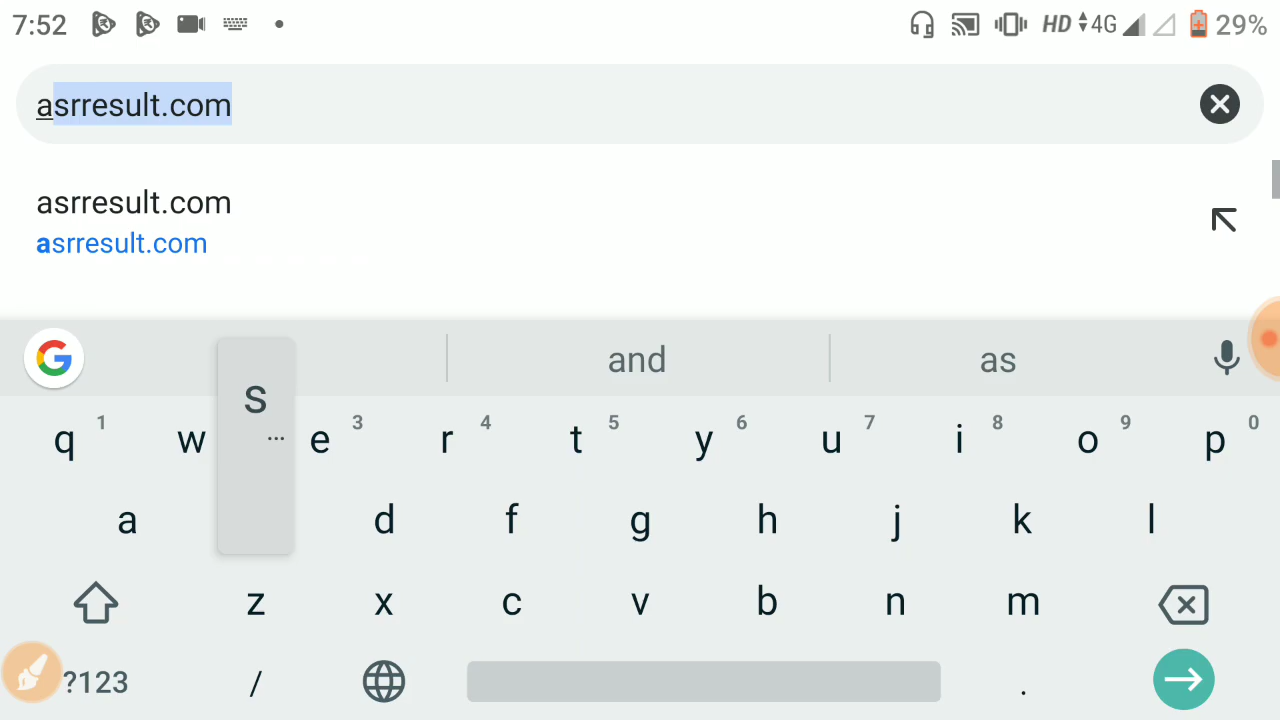 7:52 HD 4G 29%
asrresult.com
asrresult.com
asrresult.com
and as
s
...
q 1 w e 3 r 4 t 5 y 6 u 7 i 8 o 9 p 0
a d f g h j k l
z x c v b n m
?123 / .